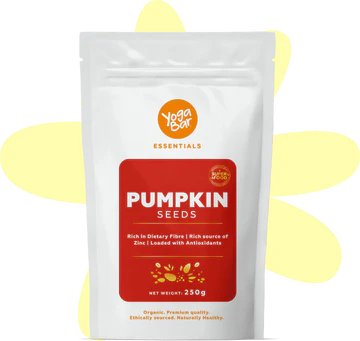 Yoga
Bar
ESSENTIALS
SUPER
FOOD
PUMPKIN
SEEDS
Rich in Dietary Fibre | Rich source of
Zinc | Loaded with Antioxidants
NET WEIGHT: 250g
Organic. Premium quality.
Ethically sourced. Naturally Healthy.